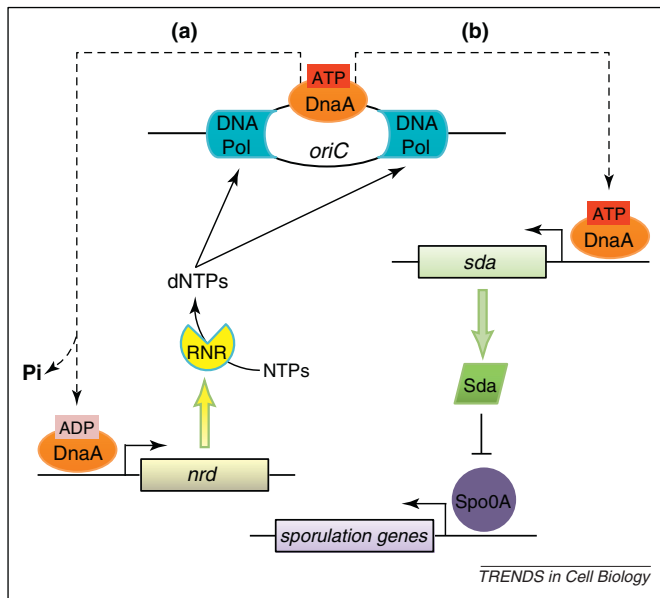 (a)
(b)
ATP
DnaA
DNA
Pol
oriC
DNA
Pol
ATP
DnaA
sda
dNTPs
RNR
NTPs
Pi
Sda
ADP
DnaA
nrd
Spo0A
sporulation genes
TRENDS in Cell Biology